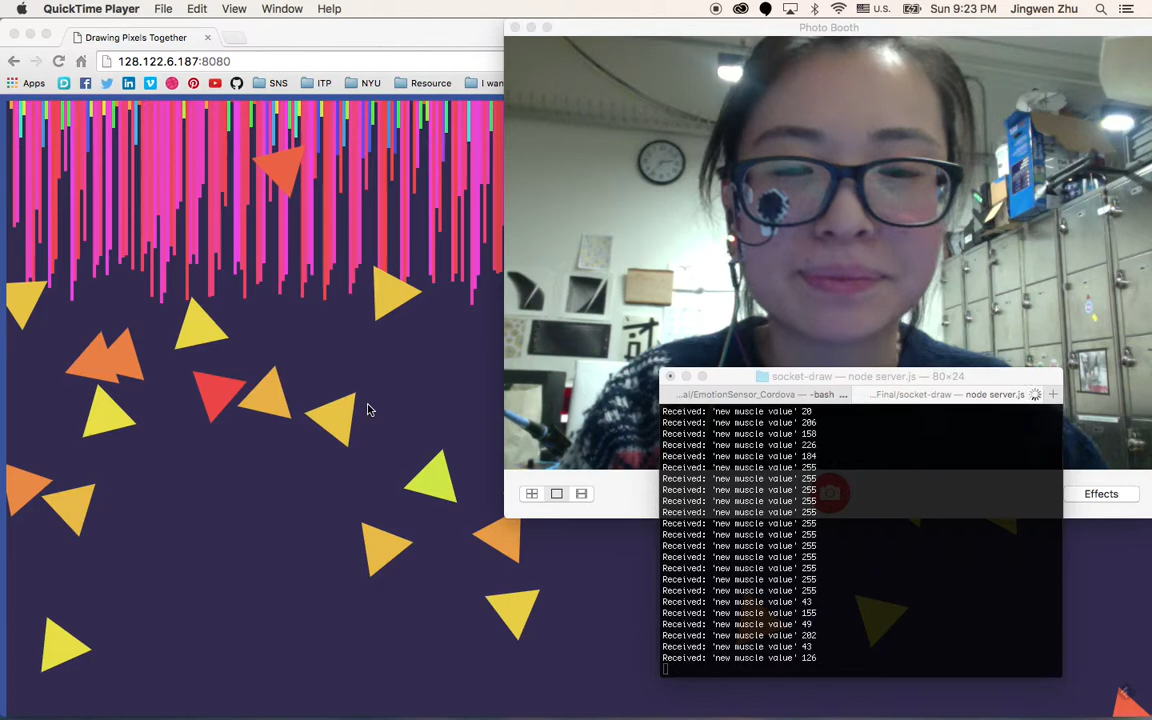 QuickTime Player File Edit View Window Help U.S. Sun 9:23 PM Jingwen Zhu
Drawing Pixels Together
128.122.6.187:8080
Apps SNS ITP NYU Resource I wan
Photo Booth
Effects
socket-draw — node server.js — 80×24
...al/EmotionSensor_Cordova — -bash ... ...Final/socket-draw — node server.js
Received: 'new muscle value' 20
Received: 'new muscle value' 206
Received: 'new muscle value' 158
Received: 'new muscle value' 226
Received: 'new muscle value' 184
Received: 'new muscle value' 255
Received: 'new muscle value' 255
Received: 'new muscle value' 255
Received: 'new muscle value' 255
Received: 'new muscle value' 255
Received: 'new muscle value' 255
Received: 'new muscle value' 255
Received: 'new muscle value' 255
Received: 'new muscle value' 255
Received: 'new muscle value' 255
Received: 'new muscle value' 255
Received: 'new muscle value' 255
Received: 'new muscle value' 43
Received: 'new muscle value' 155
Received: 'new muscle value' 49
Received: 'new muscle value' 202
Received: 'new muscle value' 43
Received: 'new muscle value' 126